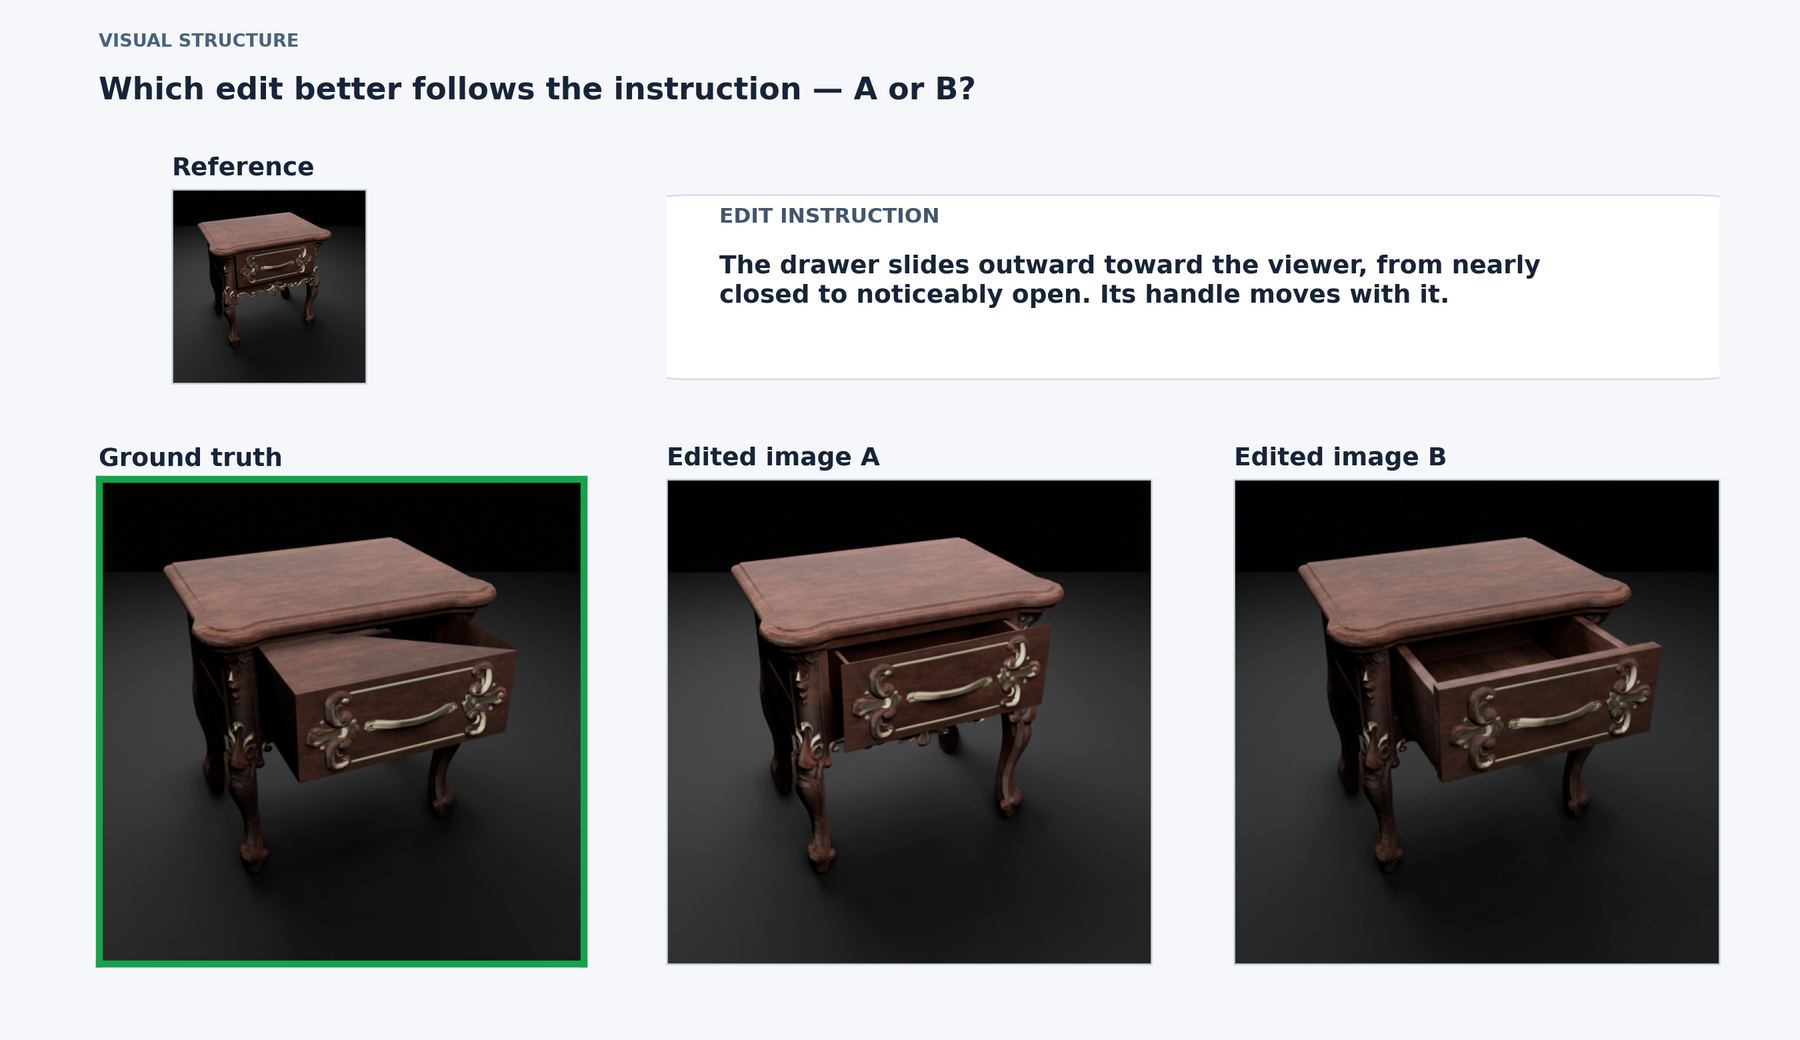 VISUAL STRUCTURE
Which edit better follows the instruction — A or B?
Reference
EDIT INSTRUCTION
The drawer slides outward toward the viewer, from nearly
closed to noticeably open. Its handle moves with it.
Ground truth
Edited image A
Edited image B